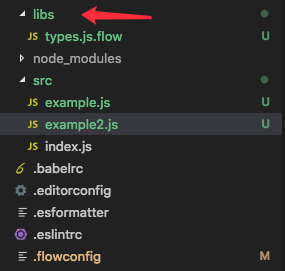 libs
JS types.js.flow U
node_modules
src
JS example.js U
JS example2.js U
JS index.js
.babelrc
.editorconfig
.esformatter
.eslintrc
.flowconfig M